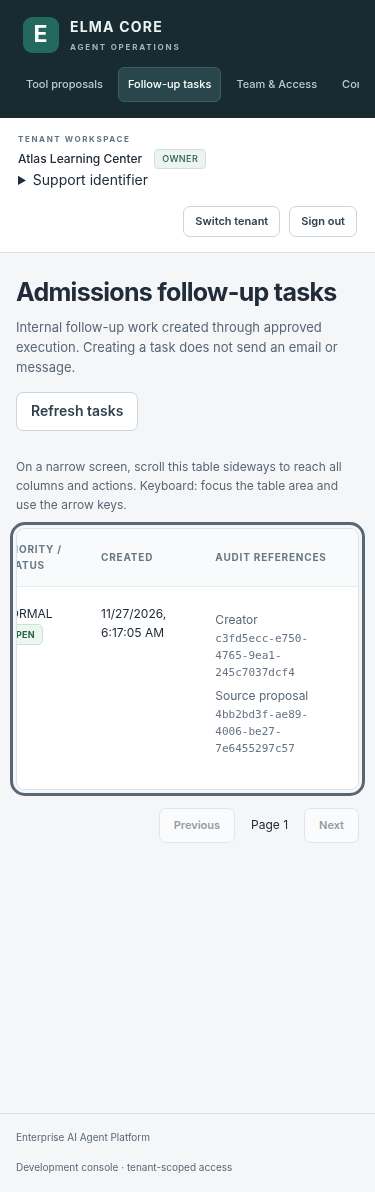 E
ELMA CORE
AGENT OPERATIONS
Tool proposals
Follow-up tasks
Team & Access
TENANT WORKSPACE
Atlas Learning Center OWNER
Support identifier
Switch tenant
Sign out
Admissions follow-up tasks
Internal follow-up work created through approved
execution. Creating a task does not send an email or
message.
Refresh tasks
On a narrow screen, scroll this table sideways to reach all
columns and actions. Keyboard: focus the table area and
use the arrow keys.
CREATED
AUDIT REFERENCES
11/27/2026,
6:17:05 AM
Creator
c3fd5ecc-e750-
4765-9ea1-
245c7037dcf4
Source proposal
4bb2bd3f-ae89-
4006-be27-
7e6455297c57
Previous
Page 1
Next
Enterprise AI Agent Platform
Development console · tenant-scoped access